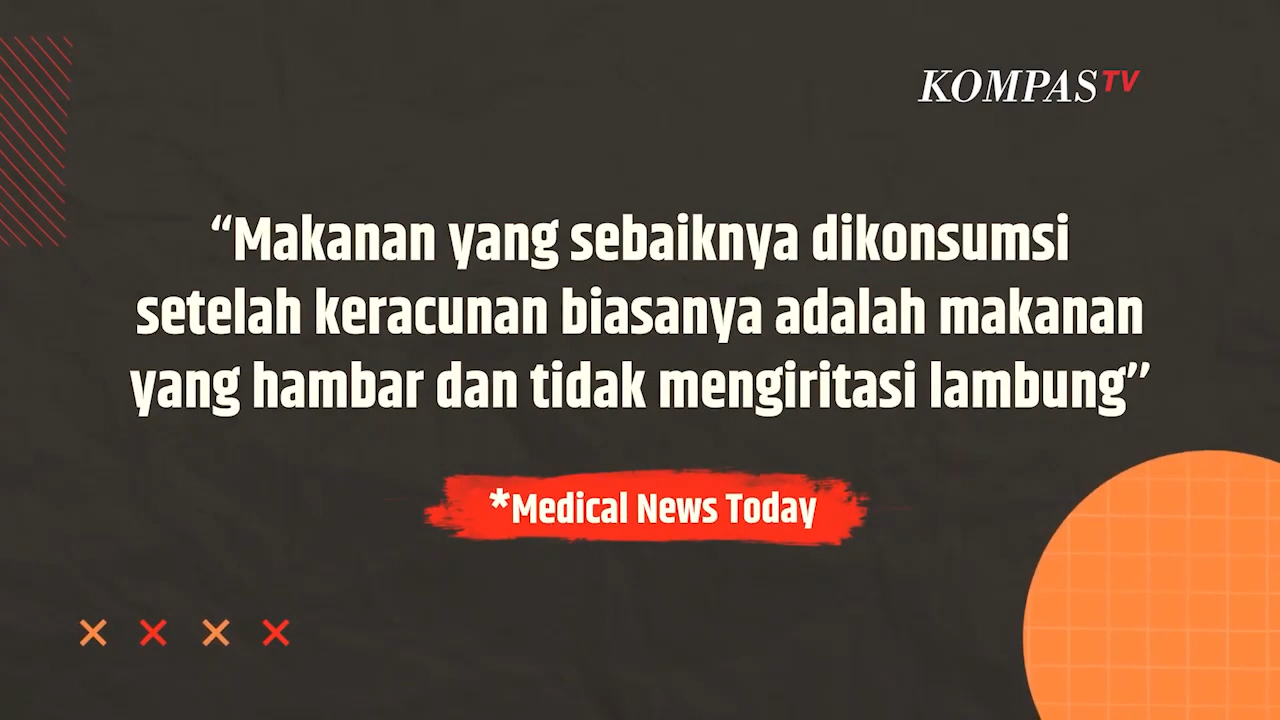 KOMPASTV
“Makanan yang sebaiknya dikonsumsi
setelah keracunan biasanya adalah makanan
yang hambar dan tidak mengiritasi lambung’’
*Medical News Today